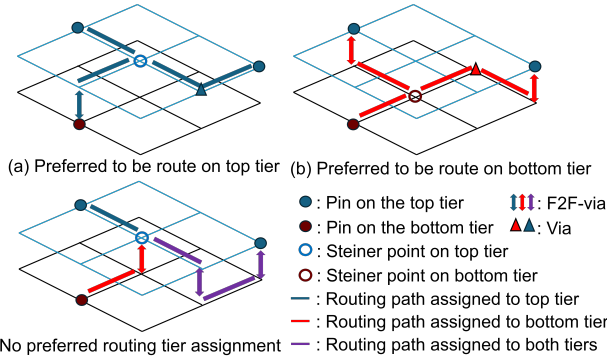 (a) Preferred to be route on top tier
(b) Preferred to be route on bottom tier
: Pin on the top tier
: F2F-via
: Pin on the bottom tier
: Via
: Steiner point on top tier
: Steiner point on bottom tier
: Routing path assigned to top tier
: Routing path assigned to bottom tier
: Routing path assigned to both tiers
No preferred routing tier assignment